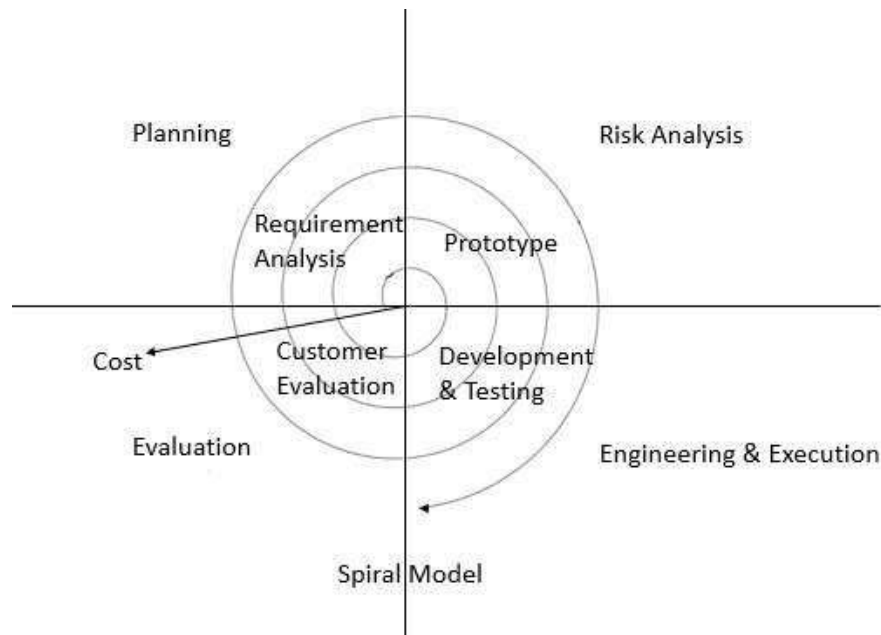 Planning
Risk Analysis
Requirement
Analysis
Prototype
Cost
Customer
Evaluation
Development
& Testing
Evaluation
Engineering & Execution
Spiral Model